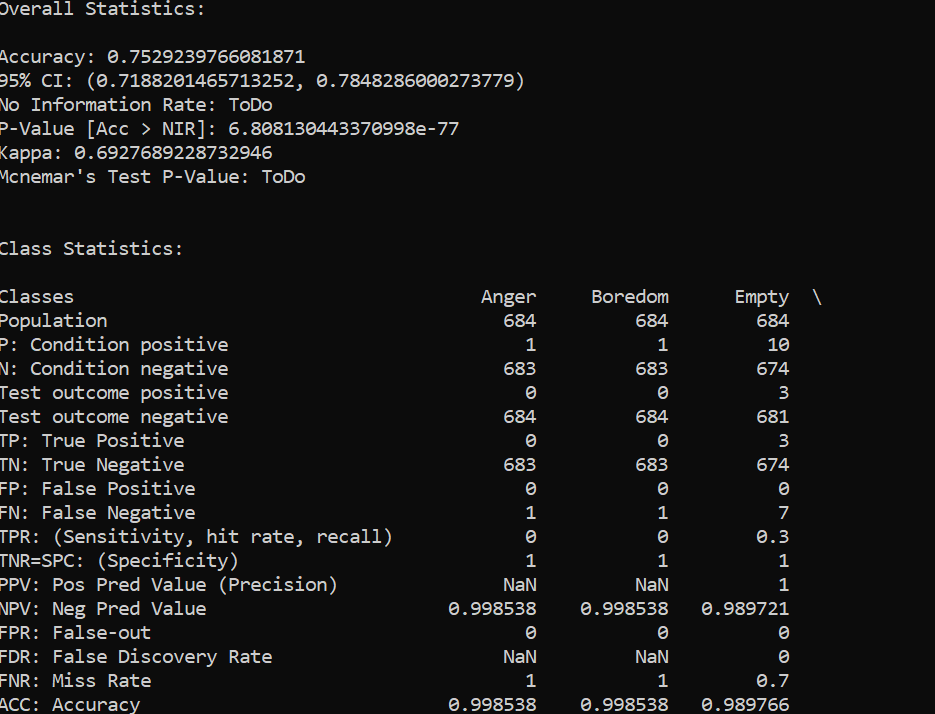 Overall Statistics:
Accuracy: 0.7529239766081871
95% CI: (0.7188201465713252, 0.7848286000273779)
No Information Rate: ToDo
P-Value [Acc > NIR]: 6.808130443370998e-77
Kappa: 0.6927689228732946
Mcnemar's Test P-Value: ToDo
Class Statistics:
Classes Anger Boredom Empty \
Population 684 684 684
P: Condition positive 1 1 10
N: Condition negative 683 683 674
Test outcome positive 0 0 3
Test outcome negative 684 684 681
TP: True Positive 0 0 3
TN: True Negative 683 683 674
FP: False Positive 0 0 0
FN: False Negative 1 1 7
TPR: (Sensitivity, hit rate, recall) 0 0 0.3
TNR=SPC: (Specificity) 1 1 1
PPV: Pos Pred Value (Precision) NaN NaN 1
NPV: Neg Pred Value 0.998538 0.998538 0.989721
FPR: False-out 0 0 0
FDR: False Discovery Rate NaN NaN 0
FNR: Miss Rate 1 1 0.7
ACC: Accuracy 0.998538 0.998538 0.989766